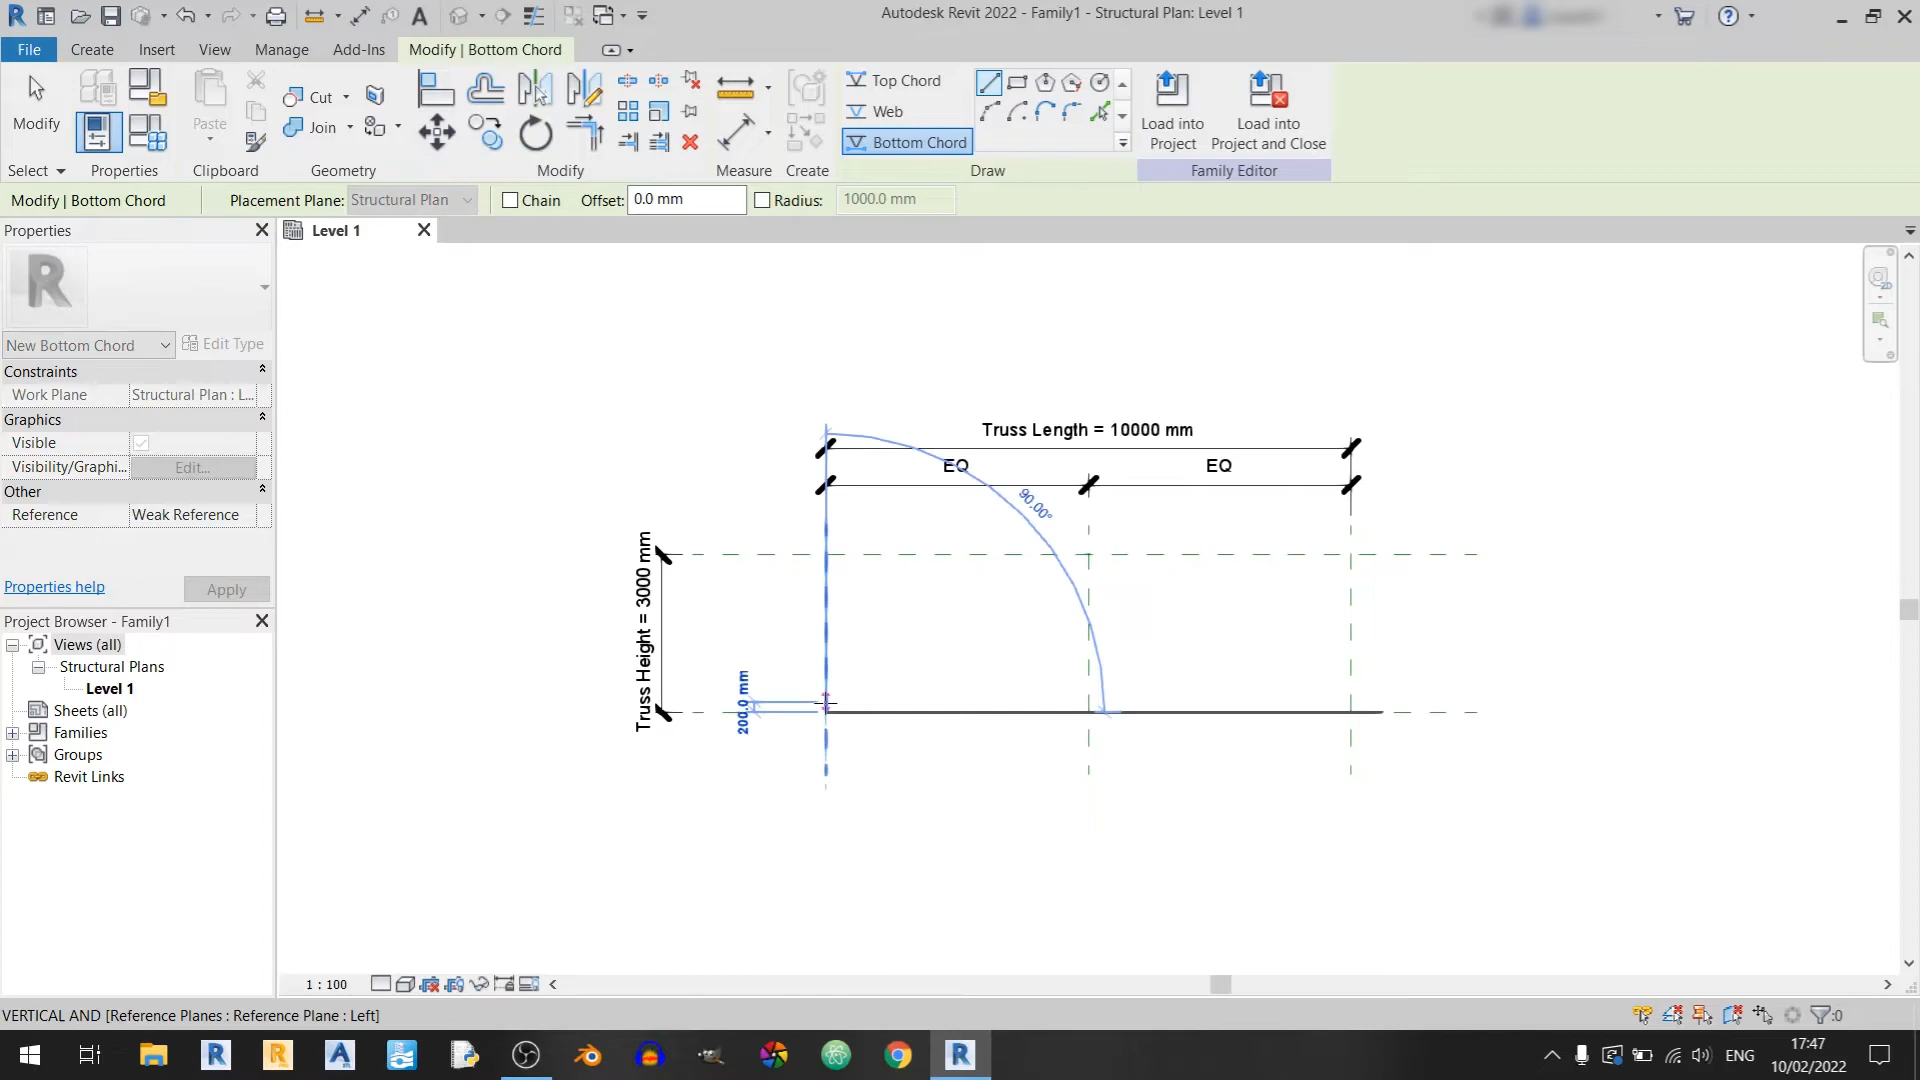 Autodesk Revit 2022 - Family1 - Structural Plan: Level 1
File
Create
Insert
View
Manage
Add-Ins
Modify | Bottom Chord
Modify
Paste
Cut
Join
Top Chord
Web
Bottom Chord
Load into
Project
Load into
Project and Close
Select
Properties
Clipboard
Geometry
Modify
Measure
Create
Draw
Family Editor
Modify | Bottom Chord
Placement Plane:
Structural Plan
Chain
Offset:
0.0 mm
Radius:
1000.0 mm
Properties
Level 1
New Bottom Chord
Edit Type
Constraints
Work Plane
Structural Plan : L...
Graphics
Visible
Visibility/Graphi...
Edit...
Other
Reference
Weak Reference
Properties help
Apply
Project Browser - Family1
Views (all)
Structural Plans
Level 1
Sheets (all)
Families
Groups
Revit Links
Truss Length = 10000 mm
EQ
EQ
90.00°
Truss Height = 3000 mm
200.0 mm
1 : 100
VERTICAL AND [Reference Planes : Reference Plane : Left]
:0
ENG
17:47
10/02/2022